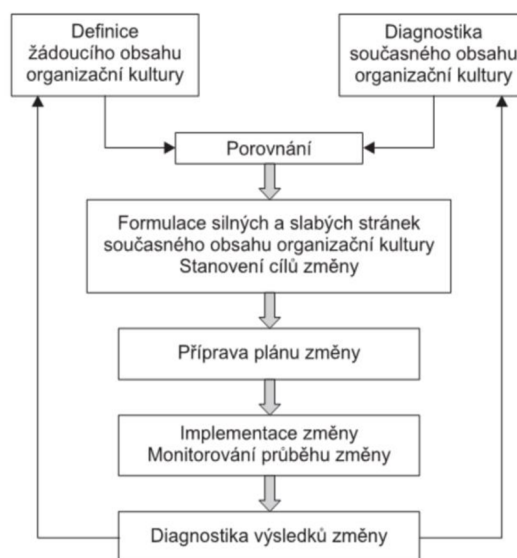 Definice
žádoucího obsahu
organizační kultury
Diagnostika
současného obsahu
organizační kultury
Porovnání
Formulace silných a slabých stránek
současného obsahu organizační kultury
Stanovení cílů změny
Příprava plánu změny
Implementace změny
Monitorování průběhu změny
Diagnostika výsledků změny